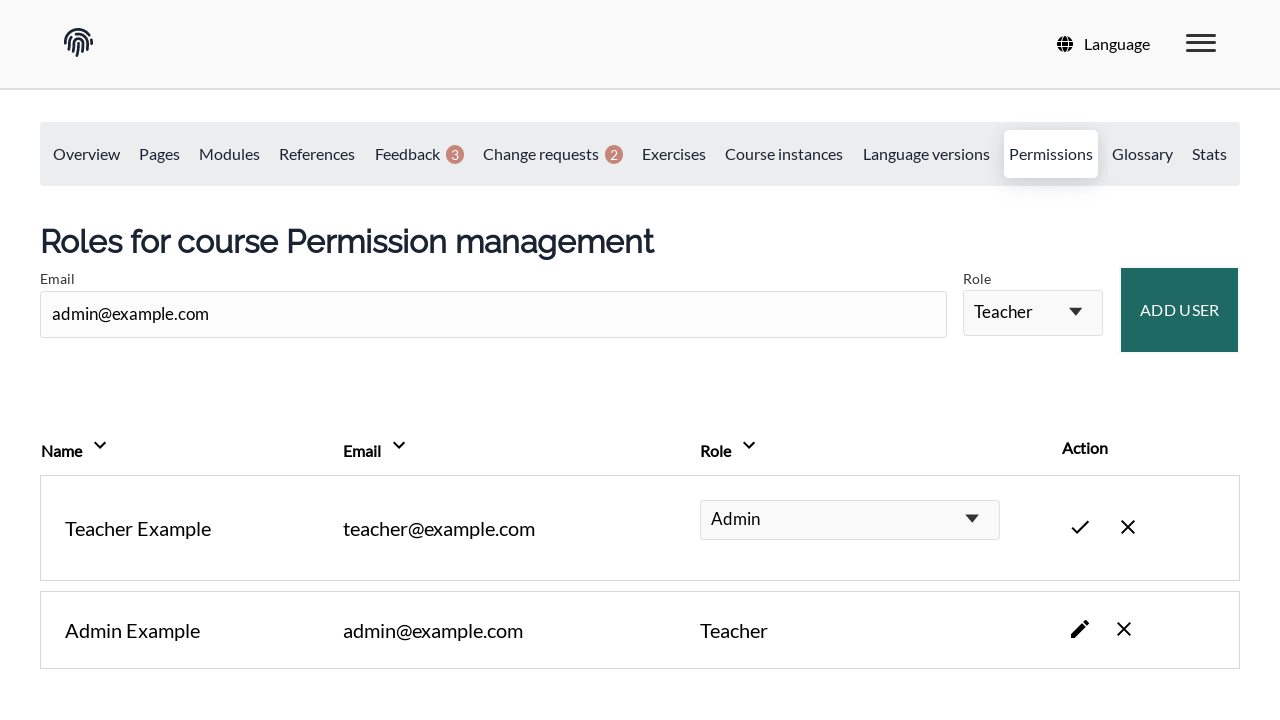 Language
Overview Pages Modules References Feedback 3 Change requests 2 Exercises Course instances Language versions Permissions Glossary Stats
Roles for course Permission management
Email Role
admin@example.com Teacher ADD USER
Name Email Role Action
Teacher Example teacher@example.com Admin
Admin Example admin@example.com Teacher